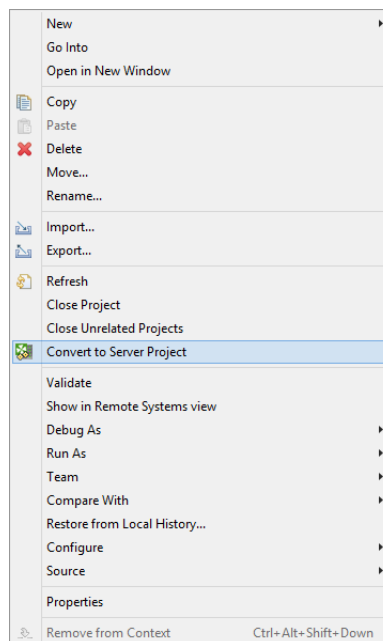 New
Go Into
Open in New Window
Copy
Paste
Delete
Move...
Rename...
Import...
Export...
Refresh
Close Project
Close Unrelated Projects
Convert to Server Project
Validate
Show in Remote Systems view
Debug As
Run As
Team
Compare With
Restore from Local History...
Configure
Source
Properties
Remove from Context Ctrl+Alt+Shift+Down